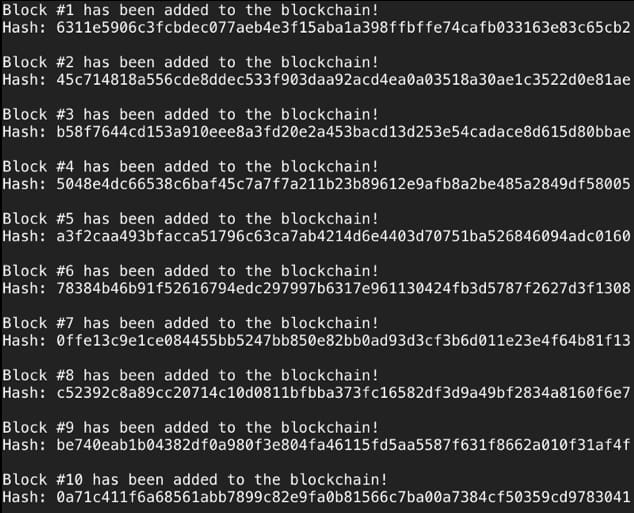 Block #1 has been added to the blockchain!
Hash: 6311e5906c3fcbdec077aeb4e3f15aba1a398ffbffe74cafb033163e83c65cb2
Block #2 has been added to the blockchain!
Hash: 45c714818a556cde8ddec533f903daa92acd4ea0a03518a30ae1c3522d0e81ae
Block #3 has been added to the blockchain!
Hash: b58f7644cd153a910eee8a3fd20e2a453bacd13d253e54cadace8d615d80bbae
Block #4 has been added to the blockchain!
Hash: 5048e4dc66538c6baf45c7a7f7a211b23b89612e9afb8a2be485a2849df58005
Block #5 has been added to the blockchain!
Hash: a3f2caa493bfacca51796c63ca7ab4214d6e4403d70751ba526846094adc0160
Block #6 has been added to the blockchain!
Hash: 78384b46b91f52616794edc297997b6317e961130424fb3d5787f2627d3f1308
Block #7 has been added to the blockchain!
Hash: 0ffe13c9e1ce084455bb5247bb850e82bb0ad93d3cf3b6d011e23e4f64b81f13
Block #8 has been added to the blockchain!
Hash: c52392c8a89cc20714c10d0811bfbba373fc16582df3d9a49bf2834a8160f6e7
Block #9 has been added to the blockchain!
Hash: be740eab1b04382df0a980f3e804fa46115fd5aa5587f631f8662a010f31af4f
Block #10 has been added to the blockchain!
Hash: 0a71c411f6a68561abb7899c82e9fa0b81566c7ba00a7384cf50359cd9783041